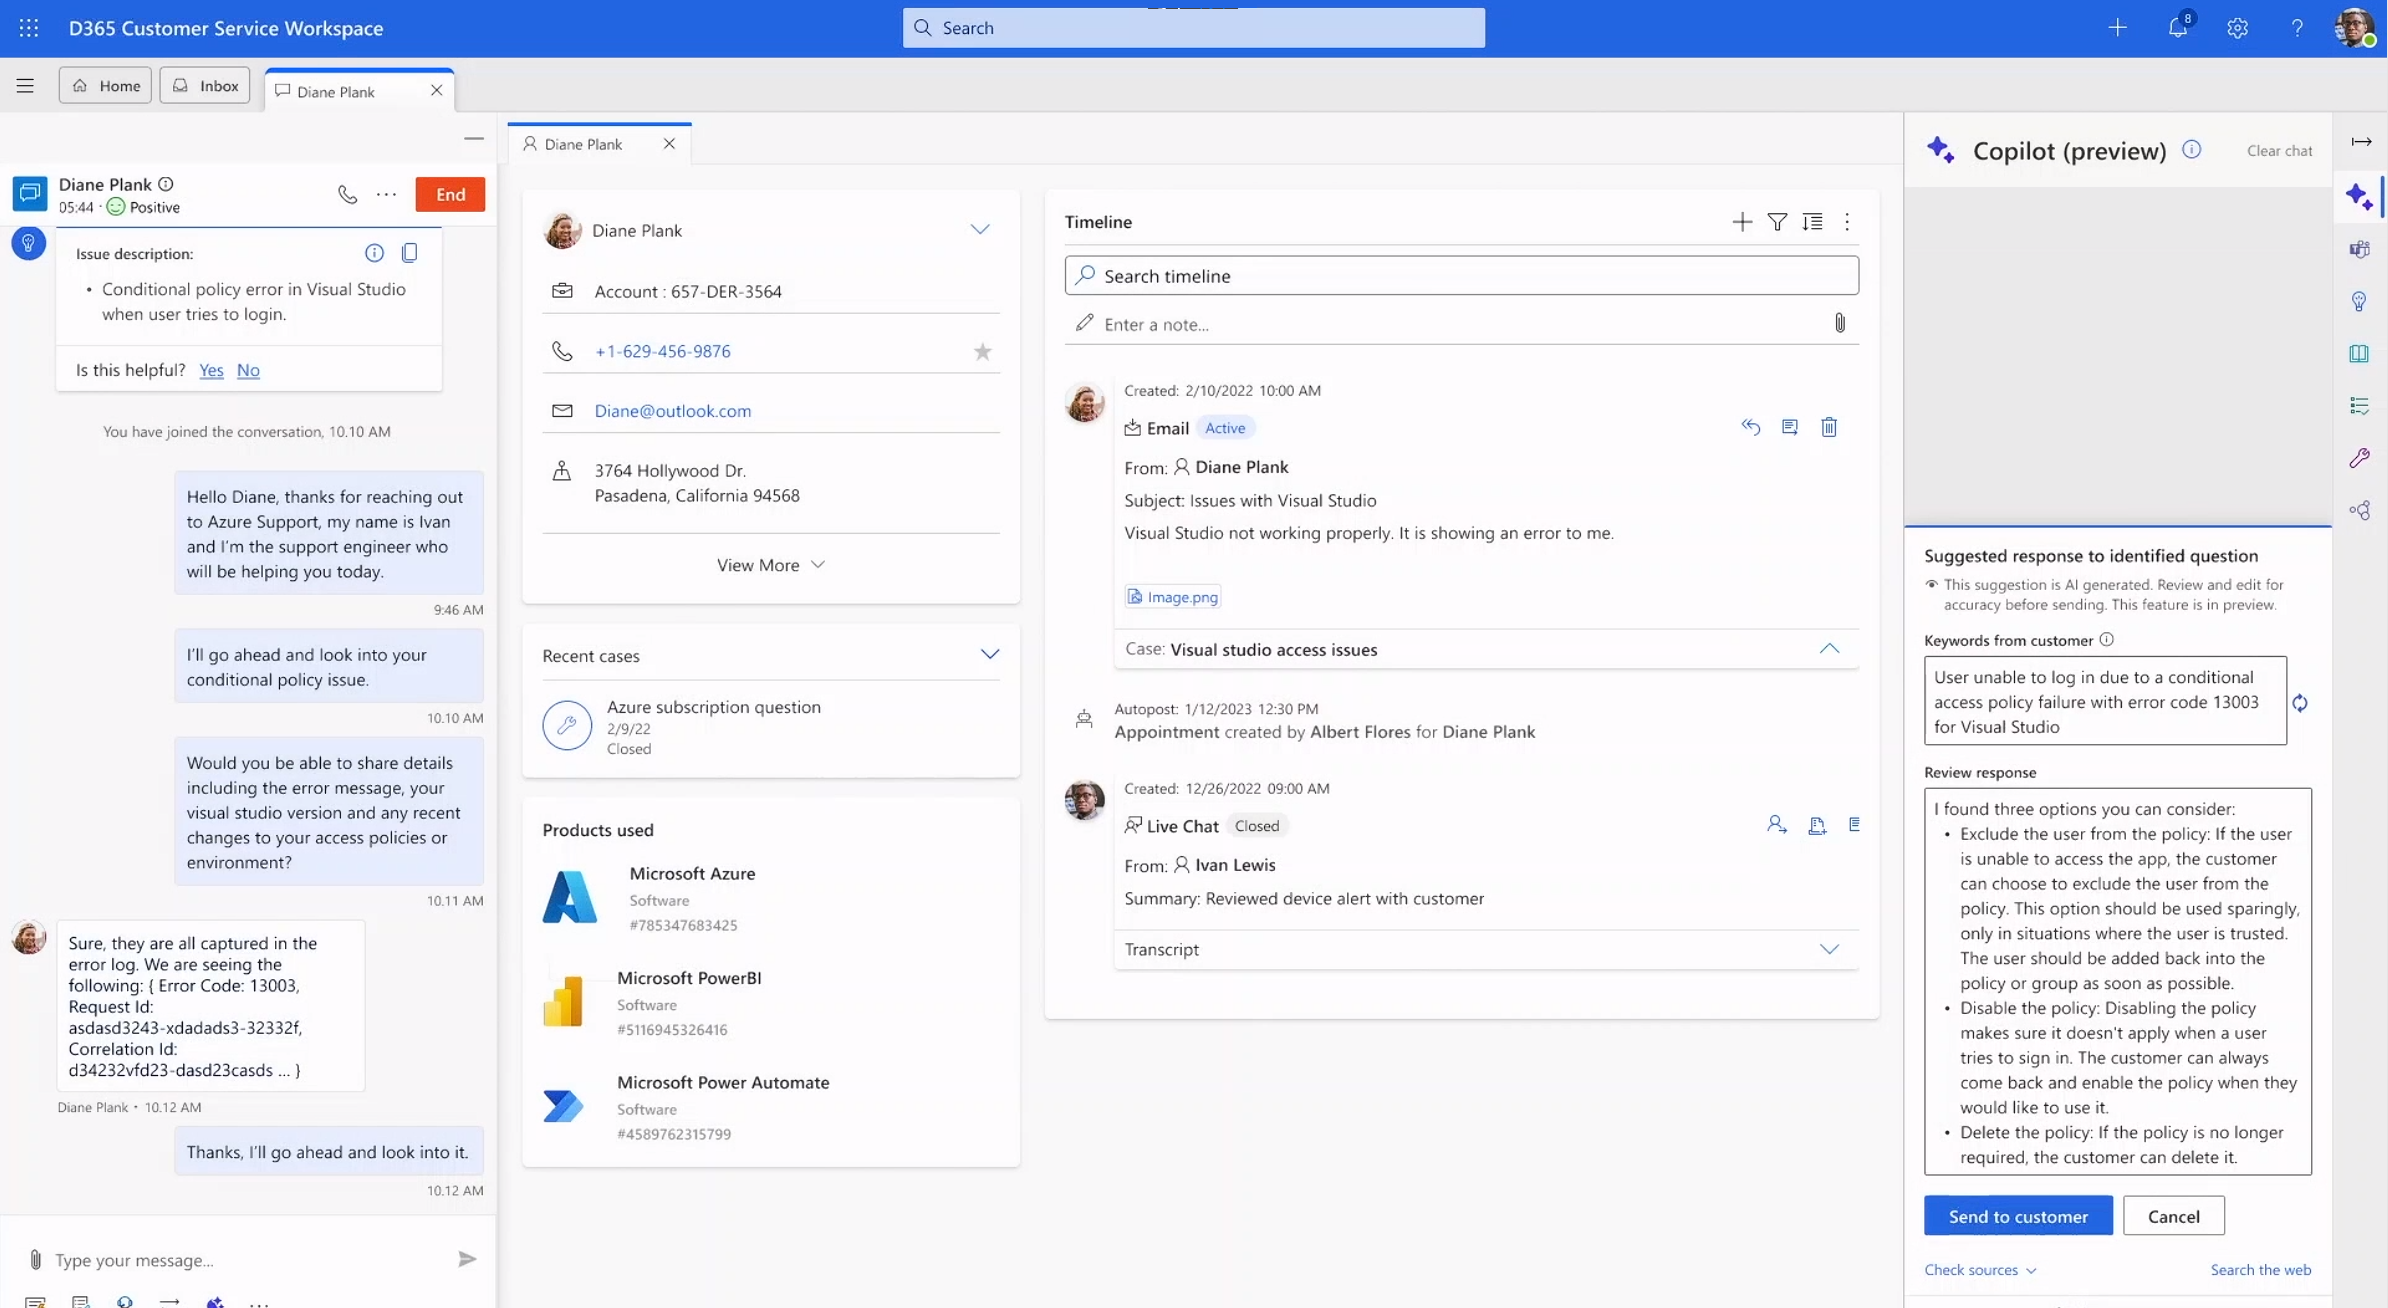 D365 Customer Service Workspace
Search
8
Home
Inbox
Diane Plank
Diane Plank
05:44 · Positive
End
Issue description:
• Conditional policy error in Visual Studio
when user tries to login.
Is this helpful? Yes No
You have joined the conversation, 10.10 AM
Hello Diane, thanks for reaching out
to Azure Support, my name is Ivan
and I'm the support engineer who
will be helping you today.
9:46 AM
I'll go ahead and look into your
conditional policy issue.
10.10 AM
Would you be able to share details
including the error message, your
visual studio version and any recent
changes to your access policies or
environment?
10.11 AM
Sure, they are all captured in the
error log. We are seeing the
following: { Error Code: 13003,
Request Id:
asdasd3243-xdadads3-32332f,
Correlation Id:
d34232vfd23-dasd23casds ... }
Diane Plank • 10.12 AM
Thanks, I'll go ahead and look into it.
10.12 AM
Type your message...
Diane Plank
Diane Plank
Account : 657-DER-3564
+1-629-456-9876
Diane@outlook.com
3764 Hollywood Dr.
Pasadena, California 94568
View More
Recent cases
Azure subscription question
2/9/22
Closed
Products used
Microsoft Azure
Software
#785347683425
Microsoft PowerBI
Software
#5116945326416
Microsoft Power Automate
Software
#4589762315799
Timeline
Search timeline
Enter a note...
Created: 2/10/2022 10:00 AM
Email Active
From: Diane Plank
Subject: Issues with Visual Studio
Visual Studio not working properly. It is showing an error to me.
Image.png
Case: Visual studio access issues
Autopost: 1/12/2023 12:30 PM
Appointment created by Albert Flores for Diane Plank
Created: 12/26/2022 09:00 AM
Live Chat Closed
From: Ivan Lewis
Summary: Reviewed device alert with customer
Transcript
Copilot (preview)
Clear chat
Suggested response to identified question
This suggestion is AI generated. Review and edit for
accuracy before sending. This feature is in preview.
Keywords from customer
User unable to log in due to a conditional
access policy failure with error code 13003
for Visual Studio
Review response
I found three options you can consider:
• Exclude the user from the policy: If the user
is unable to access the app, the customer
can choose to exclude the user from the
policy. This option should be used sparingly,
only in situations where the user is trusted.
The user should be added back into the
policy or group as soon as possible.
• Disable the policy: Disabling the policy
makes sure it doesn't apply when a user
tries to sign in. The customer can always
come back and enable the policy when they
would like to use it.
• Delete the policy: If the policy is no longer
required, the customer can delete it.
Send to customer
Cancel
Check sources
Search the web